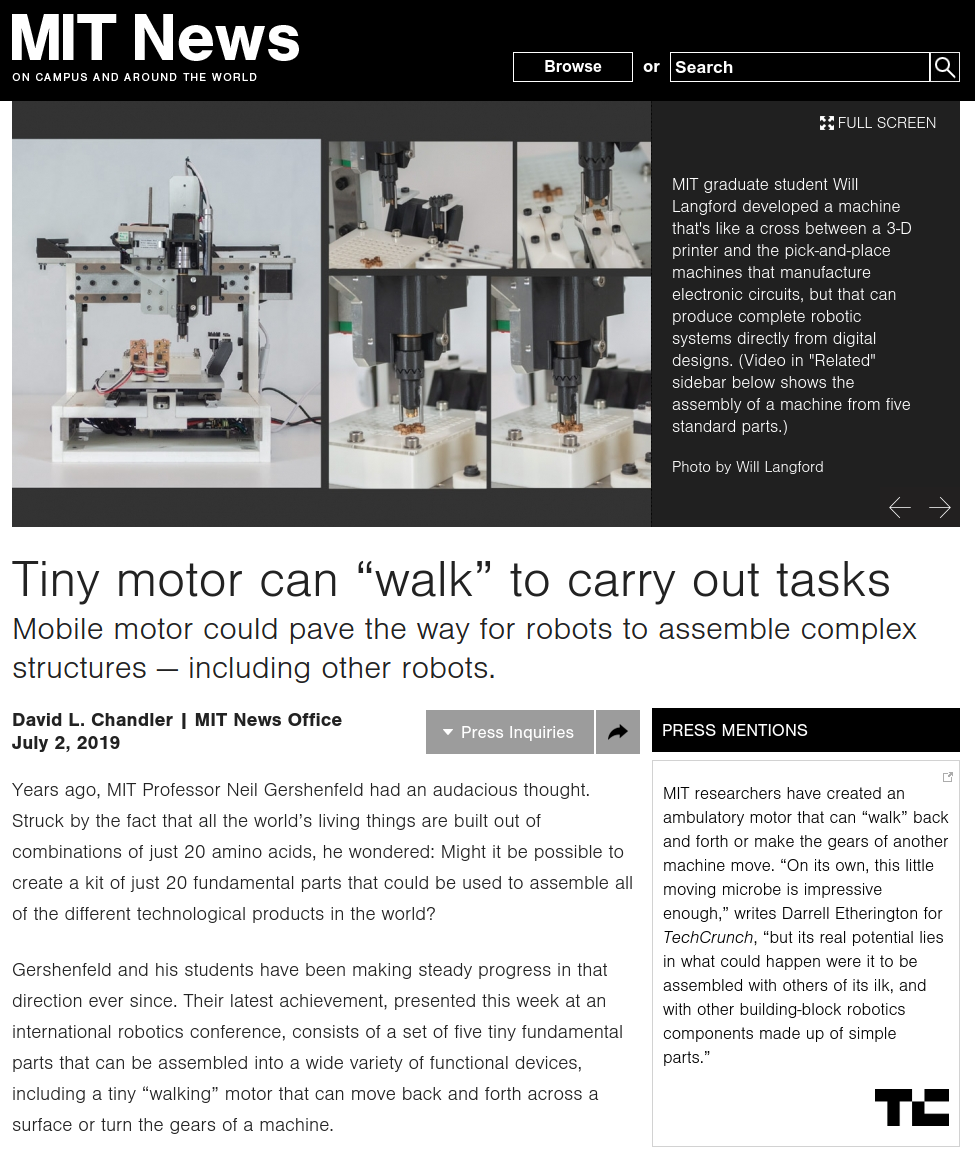 MIT News
ON CAMPUS AND AROUND THE WORLD
Browse or Search
FULL SCREEN
MIT graduate student Will
Langford developed a machine
that's like a cross between a 3-D
printer and the pick-and-place
machines that manufacture
electronic circuits, but that can
produce complete robotic
systems directly from digital
designs. (Video in "Related"
sidebar below shows the
assembly of a machine from five
standard parts.)
Photo by Will Langford
Tiny motor can “walk” to carry out tasks
Mobile motor could pave the way for robots to assemble complex
structures — including other robots.
David L. Chandler | MIT News Office
July 2, 2019
Press Inquiries
Years ago, MIT Professor Neil Gershenfeld had an audacious thought.
Struck by the fact that all the world’s living things are built out of
combinations of just 20 amino acids, he wondered: Might it be possible to
create a kit of just 20 fundamental parts that could be used to assemble all
of the different technological products in the world?
Gershenfeld and his students have been making steady progress in that
direction ever since. Their latest achievement, presented this week at an
international robotics conference, consists of a set of five tiny fundamental
parts that can be assembled into a wide variety of functional devices,
including a tiny “walking” motor that can move back and forth across a
surface or turn the gears of a machine.
PRESS MENTIONS
MIT researchers have created an
ambulatory motor that can “walk” back
and forth or make the gears of another
machine move. “On its own, this little
moving microbe is impressive
enough,” writes Darrell Etherington for
TechCrunch, “but its real potential lies
in what could happen were it to be
assembled with others of its ilk, and
with other building-block robotics
components made up of simple
parts.”
TC